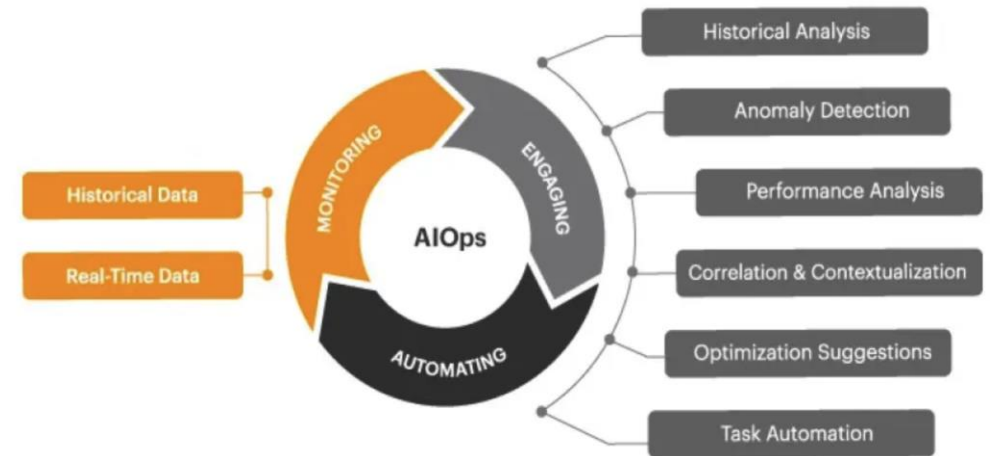 Historical Analysis
Anomaly Detection
MONITORING
ENGAGING
Historical Data
Performance Analysis
AIOps
Real-Time Data
Correlation & Contextualization
AUTOMATING
Optimization Suggestions
Task Automation